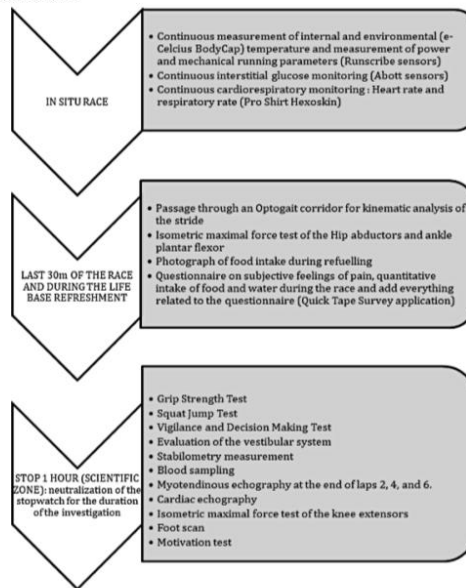 • Continuous measurement of internal and environmental (e-
Celcius BodyCap) temperature and measurement of power
and mechanical running parameters (Runscribe sensors)
• Continuous interstitial glucose monitoring (Abott sensors)
• Continuous cardiorespiratory monitoring : Heart rate and
respiratory rate (Pro Shirt Hexoskin)
IN SITU RACE
• Passage through an Optogait corridor for kinematic analysis of
the stride
• Isometric maximal force test of the Hip abductors and ankle
plantar flexor
• Photograph of food intake during refuelling
• Questionnaire on subjective feelings of pain, quantitative
intake of food and water during the race and add everything
related to the questionnaire (Quick Tape Survey application)
LAST 30m OF THE RACE
AND DURING THE LIFE
BASE REFRESHMENT
• Grip Strength Test
• Squat Jump Test
• Vigilance and Decision Making Test
• Evaluation of the vestibular system
• Stabilometry measurement
• Blood sampling
• Myotendinous echography at the end of laps 2, 4, and 6.
• Cardiac echography
• Isometric maximal force test of the knee extensors
• Foot scan
• Motivation test
STOP 1 HOUR (SCIENTIFIC
ZONE): neutralization of the
stopwatch for the duration
of the investigation